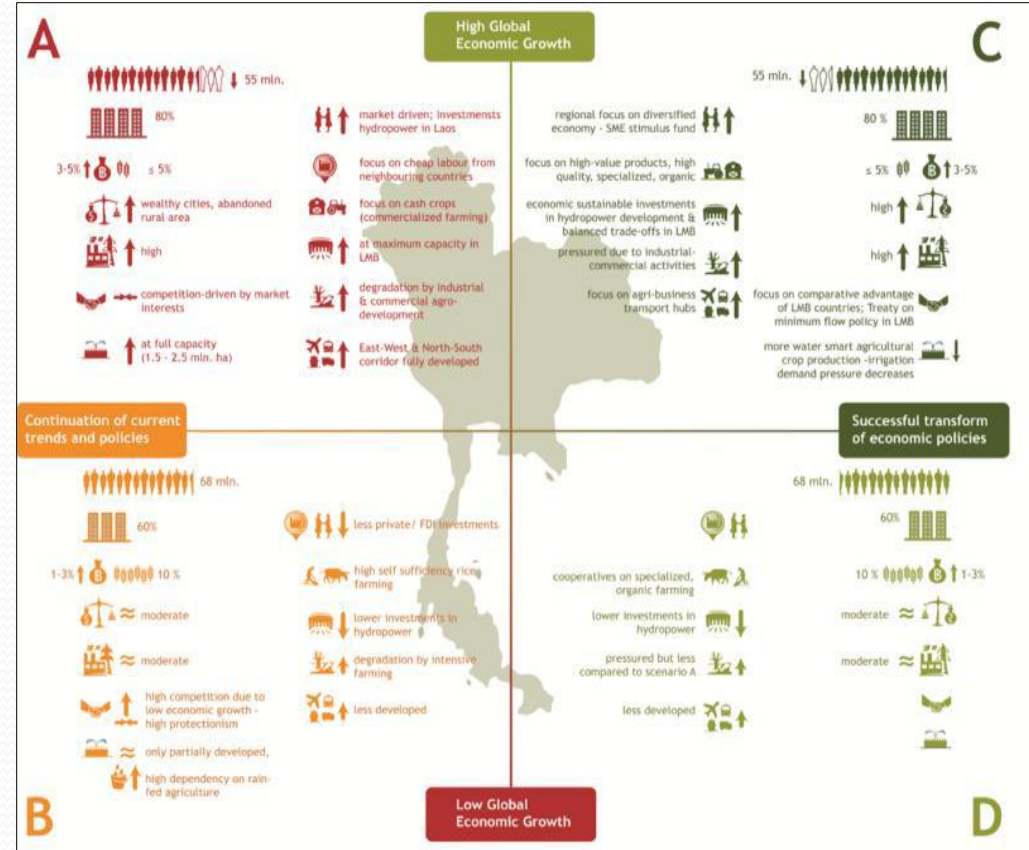 A
High Global
Economic Growth
C
55 mln.
80%
3-5%
≤ 5%
wealthy cities, abandoned
rural area
high
competition-driven by market
interests
at full capacity
(1.5 - 2.5 mln. ha)
market driven; Investmensts
hydropower in Laos
focus on cheap labour from
neighbouring countries
focus on cash crops
(commercialized farming)
at maximum capacity in
LMB
degradation by industrial
& commercial agro-
development
East-West & North-South
corridor fully developed
regional focus on diversified
economy - SME stimulus fund
focus on high-value products, high
quality, specialized, organic
economic sustainable investments
in hydropower development &
balanced trade-offs in LMB
pressured due to industrial-
commercial activities
focus on agri-business
transport hubs
55 mln.
80 %
≤ 5%
3-5%
high
high
focus on comparative advantage
of LMB countries; Treaty on
minimum flow policy in LMB
more water smart agricultural
crop production -irrigation
demand pressure decreases
Continuation of current
trends and policies
Successful transform
of economic policies
68 mln.
60%
1-3%
10 %
≈ moderate
≈ moderate
high competition due to
low economic growth -
high protectionism
≈ only partially developed,
high dependency on rain-
fed agriculture
less private/ FDI investments
high self sufficiency rice
farming
lower investments in
hydropower
degradation by intensive
farming
less developed
cooperatives on specialized,
organic farming
lower investments in
hydropower
pressured but less
compared to scenario A
less developed
68 mln.
60%
10 %
1-3%
moderate ≈
moderate ≈
B
Low Global
Economic Growth
D